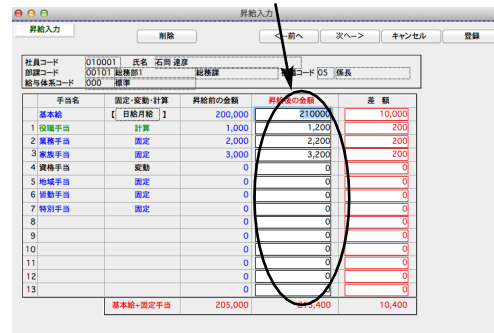 昇給入力
昇給入力
削除
<--前へ
次へ-->
キャンセル
登録
社員コード 010001 氏名 石岡 達彦
部課コード 00101 総務部1 総務課 コード 05 係長
給与体系コード 000 標準
手当名 固定・変動・計算 昇給前の金額 昇給後の金額 差 額
基本給 【 日給月給 】 200,000 210000 10,000
1 役職手当 計算 1,000 1,200 200
2 業務手当 固定 2,000 2,200 200
3 家族手当 固定 3,000 3,200 200
4 資格手当 変動 0 0 0
5 地域手当 固定 0 0 0
6 皆勤手当 固定 0 0 0
7 特別手当 固定 0 0 0
8 0 0 0
9 0 0 0
10 0 0 0
11 0 0 0
12 0 0 0
13 0 0 0
基本給+固定手当 205,000 215,400 10,400